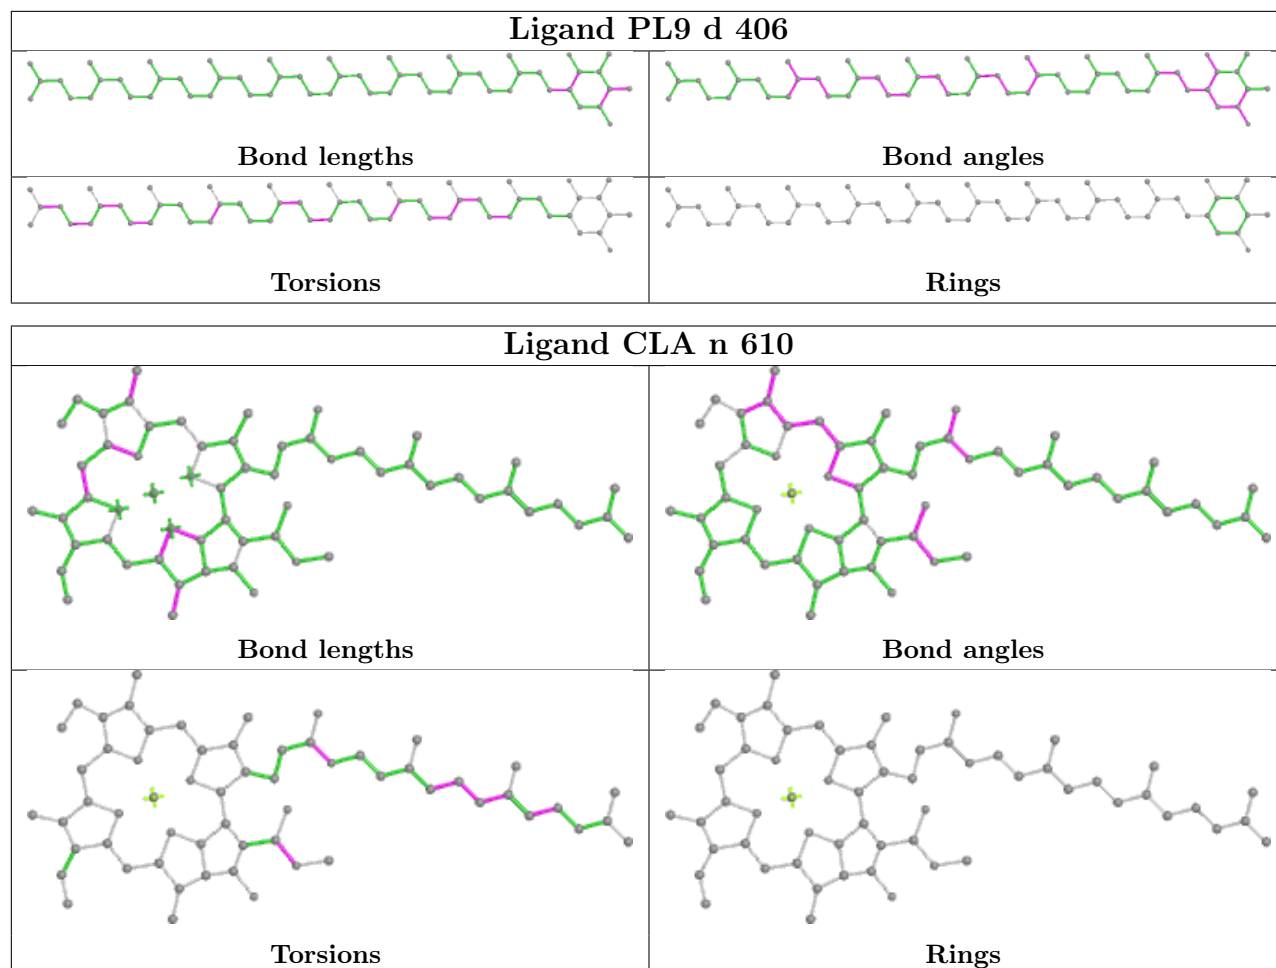 Ligand PL9 d 406
Bond lengths
Bond angles
Torsions
Rings
Ligand CLA n 610
Bond lengths
Bond angles
Torsions
Rings